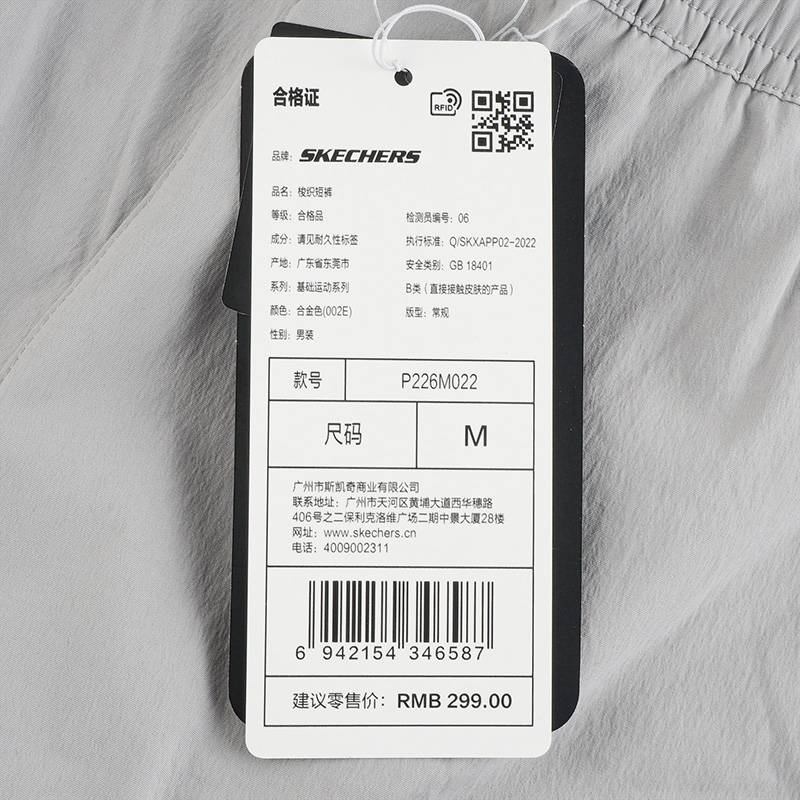 合格证
RFID
品牌: SKECHERS
品名: 梭织短裤
等级: 合格品
检测员编号: 06
成分: 请见耐久性标签
执行标准: Q/SKXAPP02-2022
产地: 广东省东莞市
安全类别: GB 18401
系列: 基础运动系列
B类（直接接触皮肤的产品）
颜色: 合金色(002E)
版型: 常规
性别: 男装
款号 P226M022
尺码 M
广州市斯凯奇商业有限公司
联系地址: 广州市天河区黄埔大道西华穗路
406号之二保利克洛维广场二期中景大厦28楼
网址: www.skechers.cn
电话: 4009002311
6 942154 346587
建议零售价: RMB 299.00